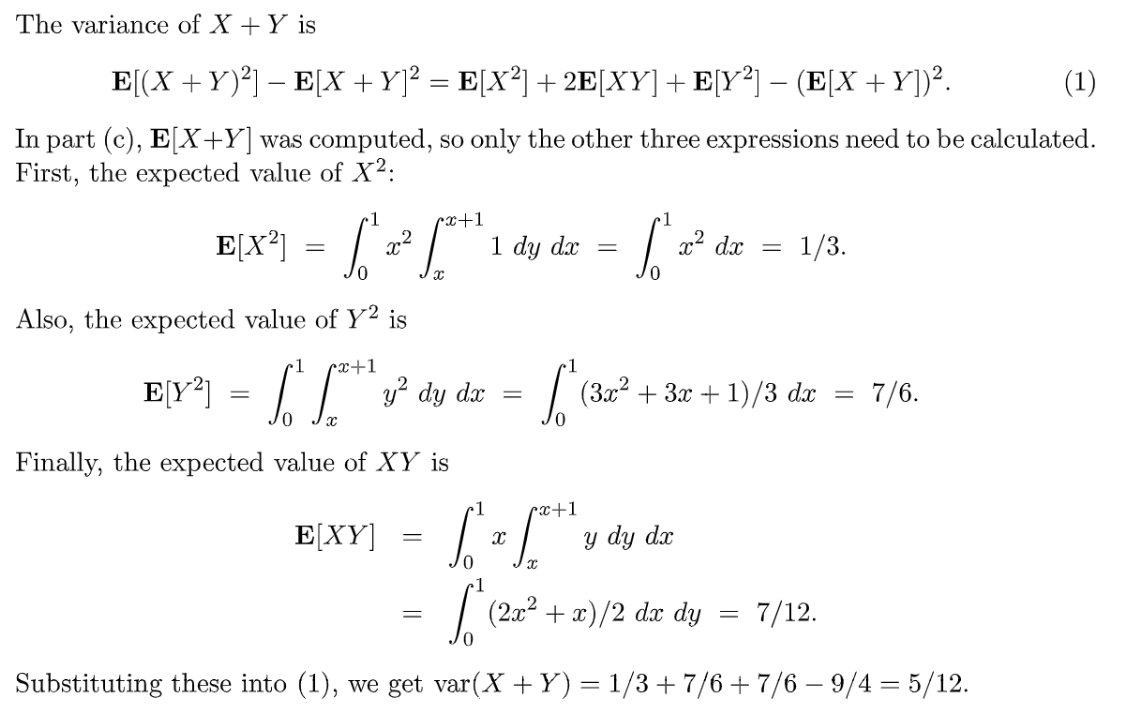 The variance of X + Y is
E[(X + Y)²] − E[X + Y]² = E[X²] + 2E[XY] + E[Y²] − (E[X + Y])². (1)
In part (c), E[X+Y] was computed, so only the other three expressions need to be calculated.
First, the expected value of X²:
E[X²] = ∫₀¹ x² ∫ₓˣ⁺¹ 1 dy dx = ∫₀¹ x² dx = 1/3.
Also, the expected value of Y² is
E[Y²] = ∫₀¹ ∫ₓˣ⁺¹ y² dy dx = ∫₀¹ (3x² + 3x + 1)/3 dx = 7/6.
Finally, the expected value of XY is
E[XY] = ∫₀¹ x ∫ₓˣ⁺¹ y dy dx
= ∫₀¹ (2x² + x)/2 dx dy = 7/12.
Substituting these into (1), we get var(X + Y) = 1/3 + 7/6 + 7/6 − 9/4 = 5/12.